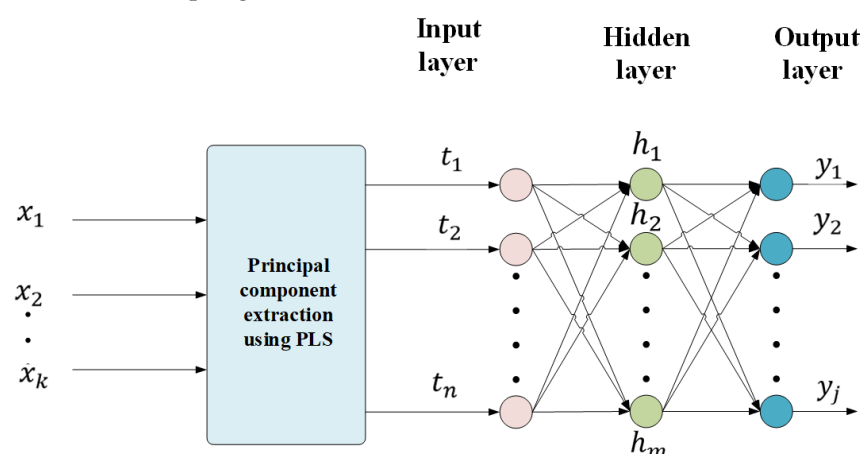 Input
layer
Hidden
layer
Output
layer
x₁
x₂
xₖ
Principal
component
extraction
using PLS
t₁
t₂
tₙ
h₁
h₂
hₘ
y₁
y₂
yⱼ